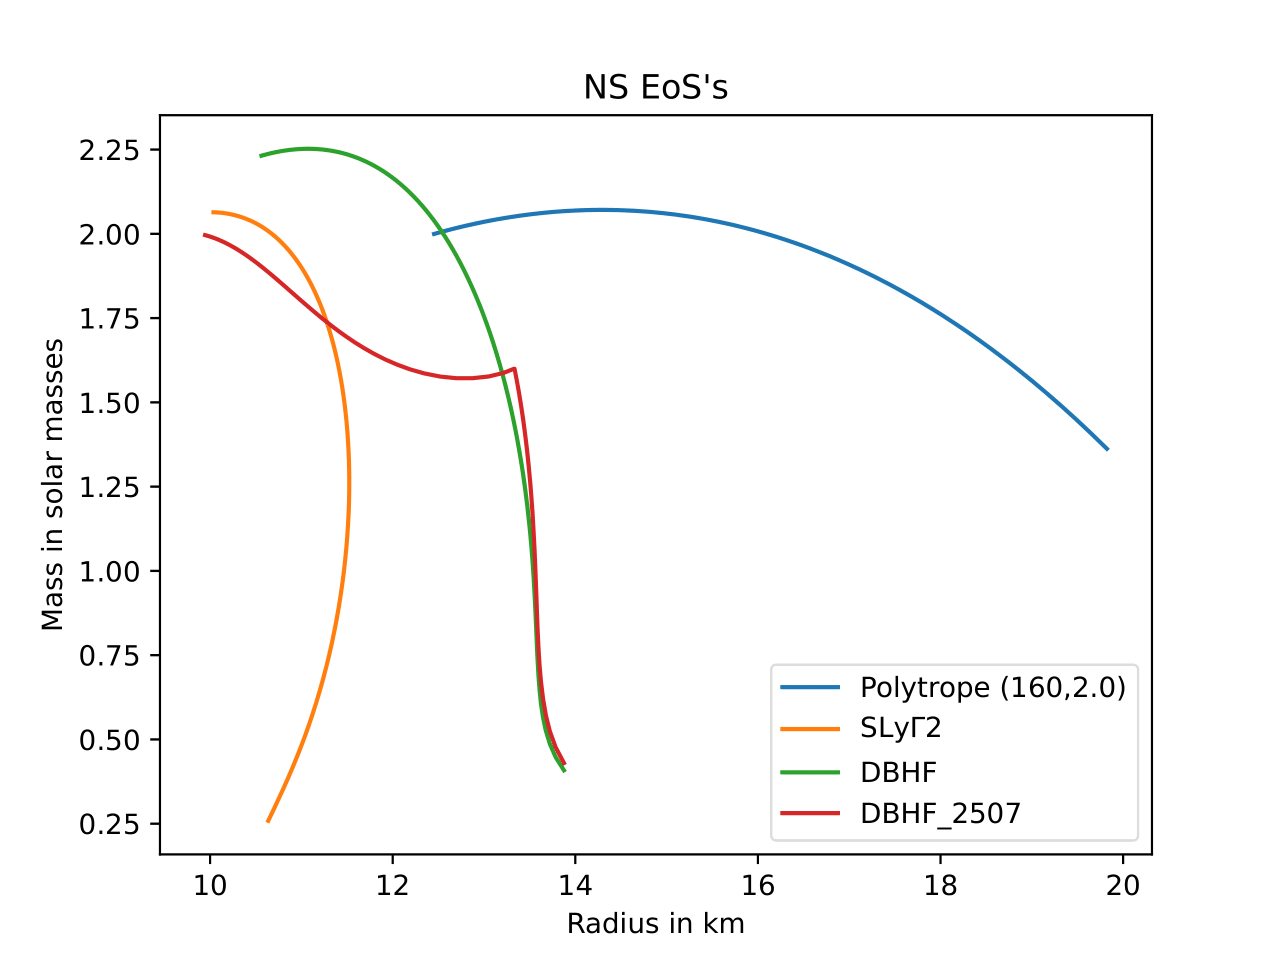 NS EoS's
2.25
2.00
1.75
1.50
1.25
1.00
0.75
0.50
0.25
Mass in solar masses
10 12 14 16 18 20
Radius in km
Polytrope (160,2.0)
SLyΓ2
DBHF
DBHF_2507